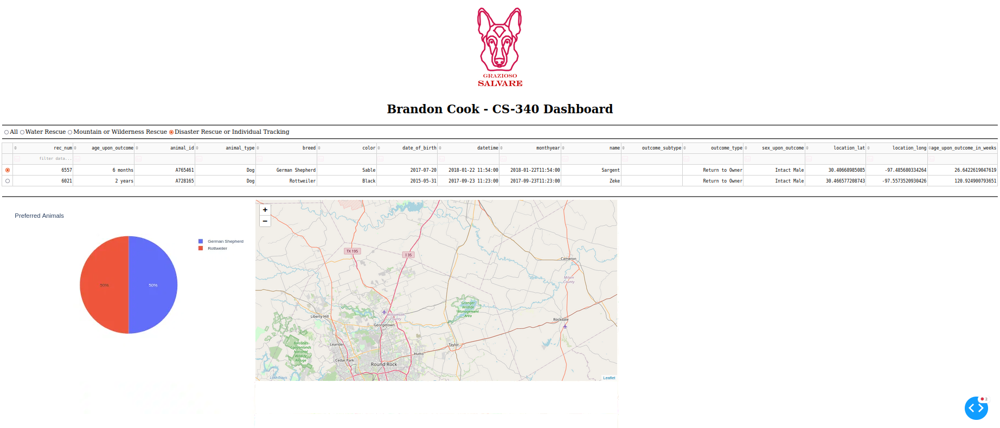 GRAZIOSO
SALVARE
Brandon Cook - CS-340 Dashboard
All Water Rescue Mountain or Wilderness Rescue Disaster Rescue or Individual Tracking
rec_num age_upon_outcome animal_id animal_type breed color date_of_birth datetime monthyear name outcome_subtype outcome_type sex_upon_outcome location_lat location_long age_upon_outcome_in_weeks
filter data...
6557 6 months A765461 Dog German Shepherd Sable 2017-07-20 2018-01-22 11:54:00 2018-01-22T11:54:00 Sargent Return to Owner Intact Male 30.40668985085 -97.485680334264 26.6422619047619
6021 2 years A728165 Dog Rottweiler Black 2015-05-31 2017-09-23 11:23:00 2017-09-23T11:23:00 Zeke Return to Owner Intact Male 30.466577208743 -97.5573520930426 120.924900793651
Preferred Animals
German Shepherd
Rottweiler
50% 50%
+
−
TX 195
I 35
Cameron
Milam
County
Granger
Wildlife
Management
Area
Liberty Hill
Williamson
County
Georgetown
Rockdale
Leander
Taylor
Balcones
Canyonlands
National
Wildlife
Refuge
Hutto
Cedar Park
Round Rock
Lake Travis
Leaflet
2